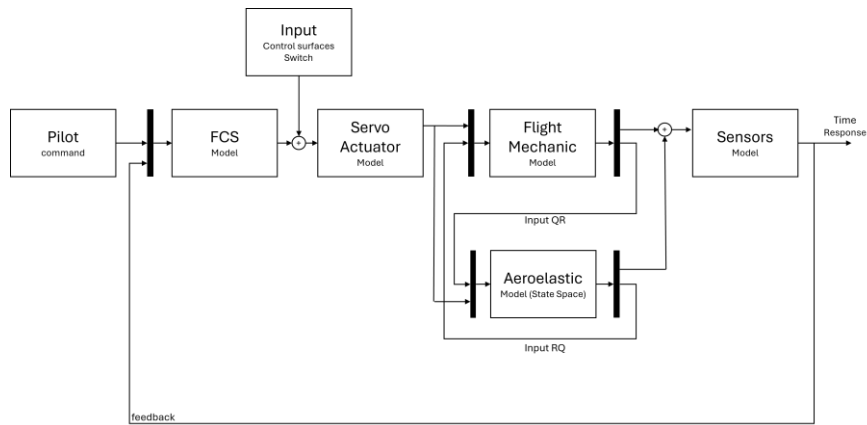 Input
Control surfaces
Switch
Pilot
command
FCS
Model
+
Servo
Actuator
Model
Flight
Mechanic
Model
+
Sensors
Model
Time
Response
Input QR
Aeroelastic
Model (State Space)
Input RQ
feedback